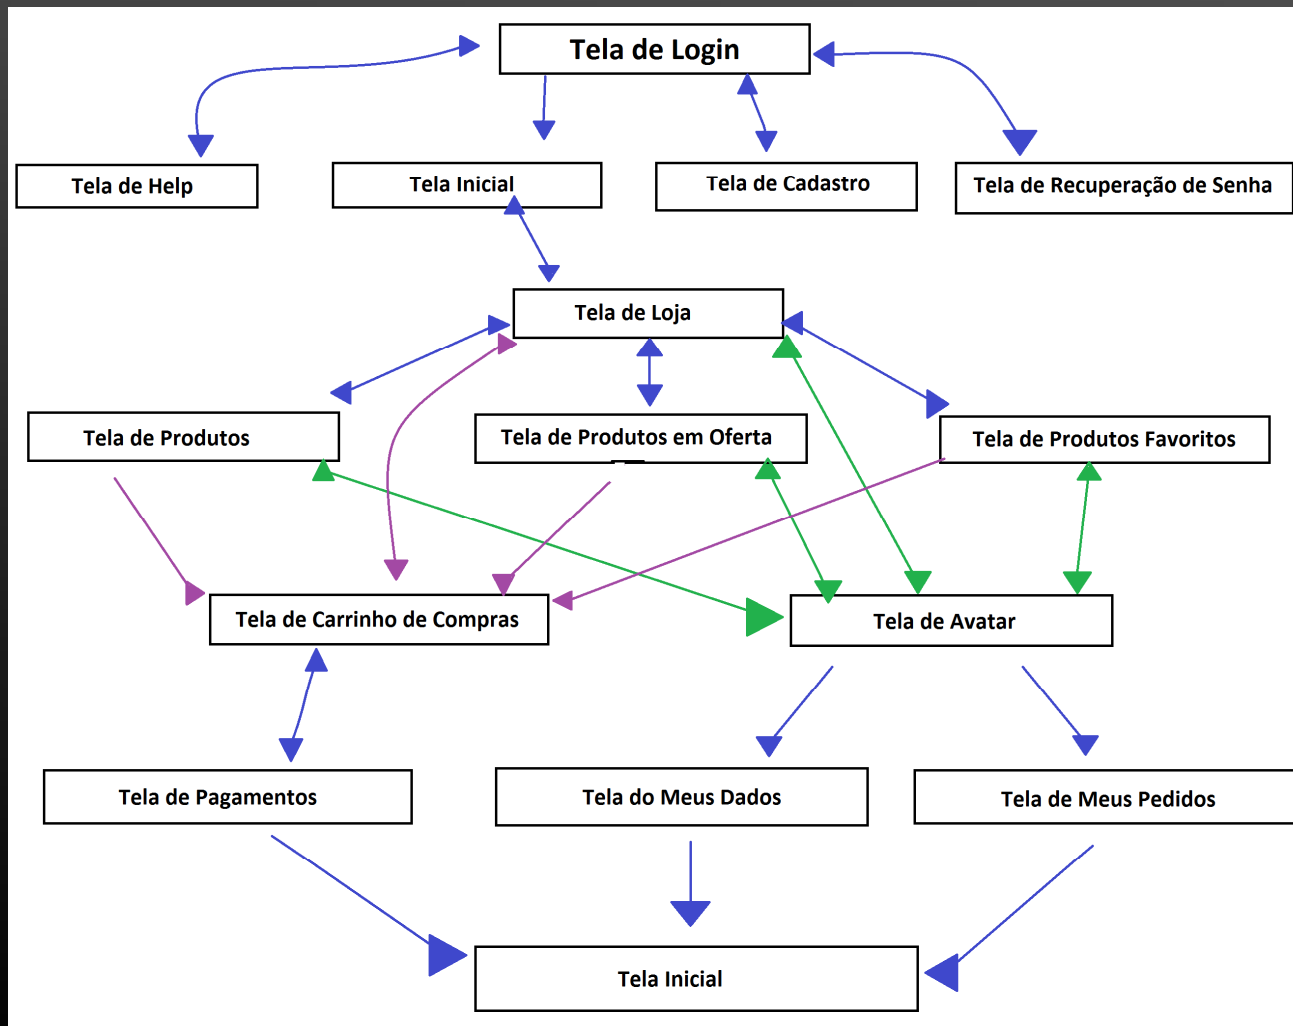 Tela de Login
Tela de Help
Tela Inicial
Tela de Cadastro
Tela de Recuperação de Senha
Tela de Loja
Tela de Produtos
Tela de Produtos em Oferta
Tela de Produtos Favoritos
Tela de Carrinho de Compras
Tela de Avatar
Tela de Pagamentos
Tela do Meus Dados
Tela de Meus Pedidos
Tela Inicial